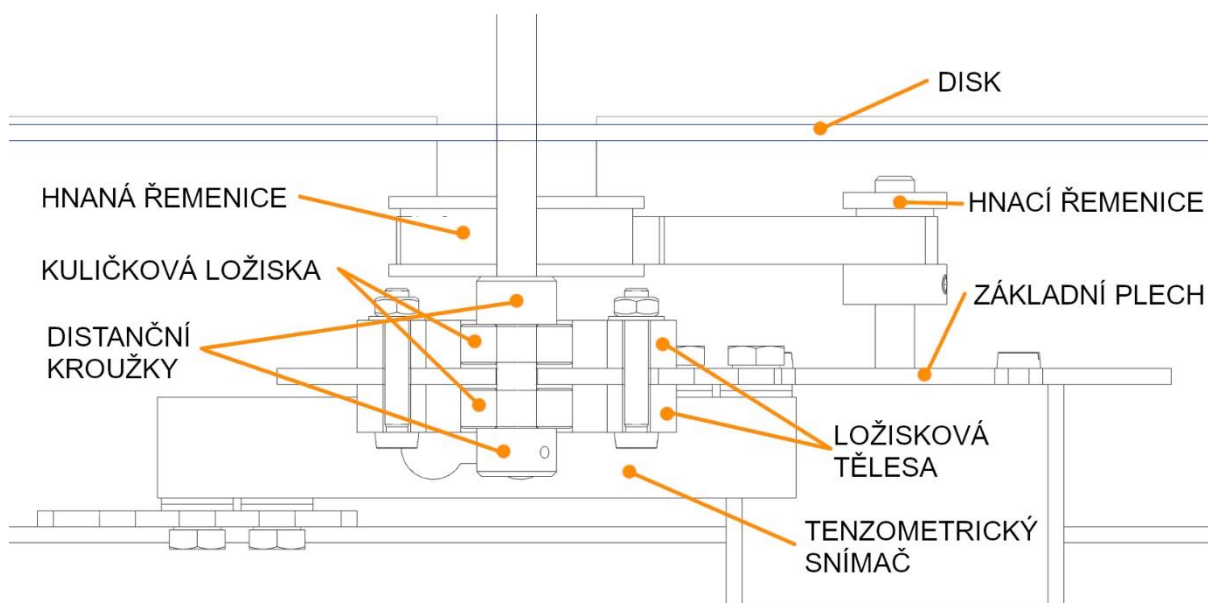 DISK
HNANÁ ŘEMENICE
HNACÍ ŘEMENICE
KULIČKOVÁ LOŽISKA
ZÁKLADNÍ PLECH
DISTANČNÍ
KROUŽKY
LOŽISKOVÁ
TĚLESA
TENZOMETRICKÝ
SNÍMAČ